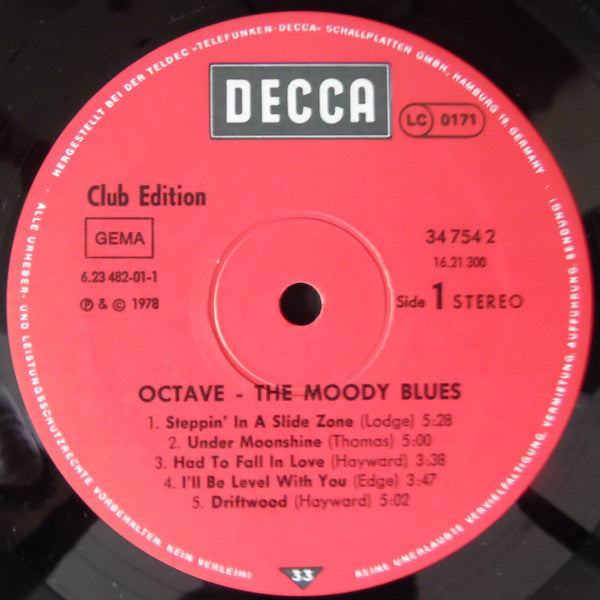 HERGESTELLT BEI DER TELDEC »TELEFUNKEN-DECCA« SCHALLPLATTEN GMBH, HAMBURG 19, GERMANY ·
DECCA
LC 0171
Club Edition
GEMA
6.23 482-01-1
Ⓟ & © 1978
34 754 2
16.21 300
Side 1 STEREO
OCTAVE - THE MOODY BLUES
1. Steppin' In A Slide Zone (Lodge) 5:28
2. Under Moonshine (Thomas) 5:00
3. Had To Fall In Love (Hayward) 3:38
4. I'll Be Level With You (Edge) 3:47
5. Driftwood (Hayward) 5:02
33
· ALLE URHEBER- UND LEISTUNGSSCHUTZRECHTE VORBEHALTEN. KEIN VERLEIH!
KEINE UNERLAUBTE VERVIELFÄLTIGUNG, VERMIETUNG, AUFFÜHRUNG, SENDUNG!